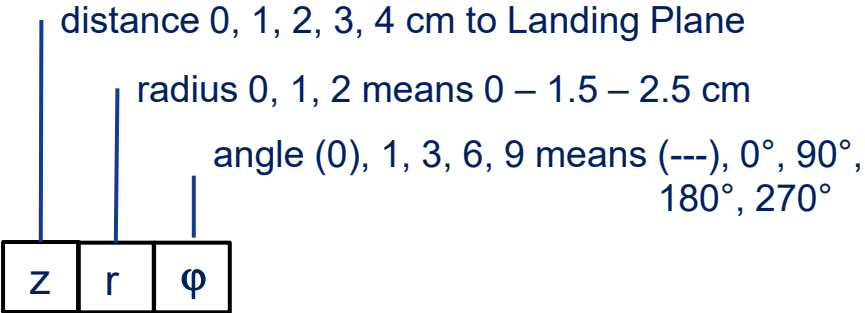 distance 0, 1, 2, 3, 4 cm to Landing Plane
radius 0, 1, 2 means 0 – 1.5 – 2.5 cm
angle (0), 1, 3, 6, 9 means (---), 0°, 90°,
180°, 270°
z r φ